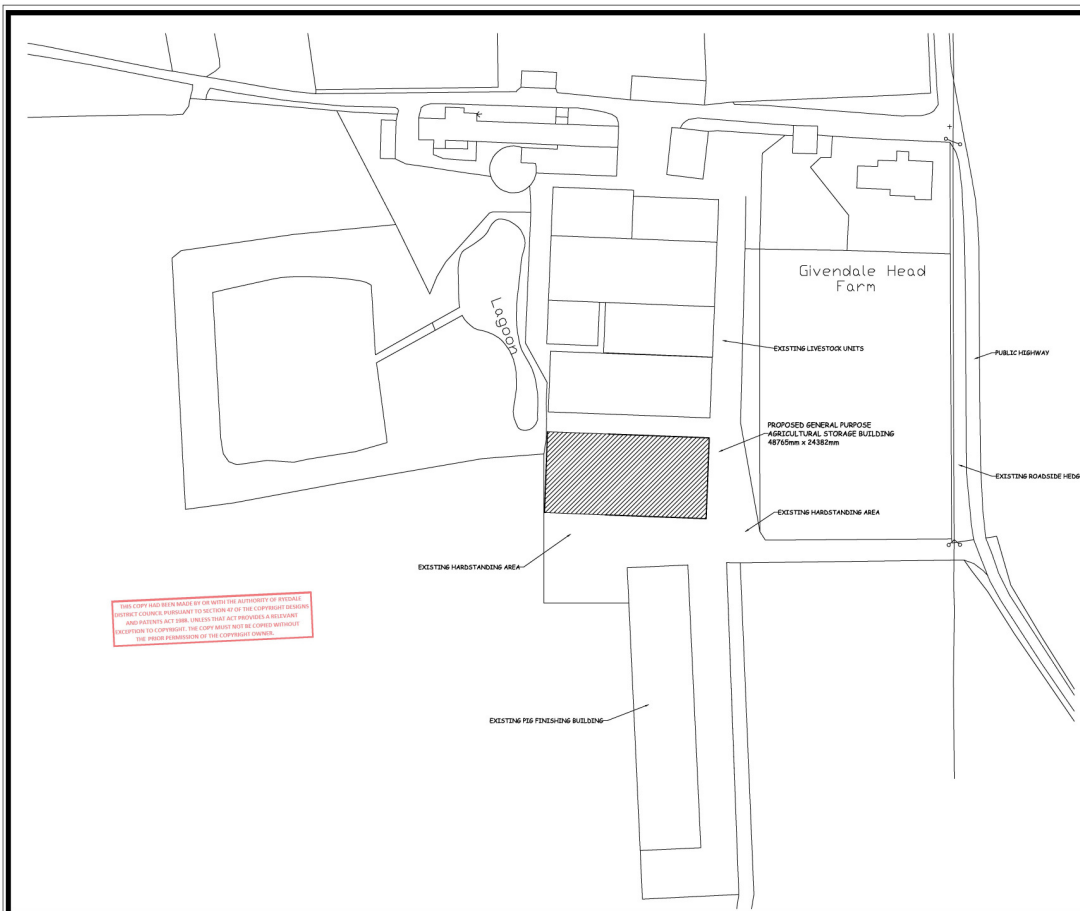 Givendale Head
Farm
Lagoon
EXISTING LIVESTOCK UNITS
PUBLIC HIGHWAY
PROPOSED GENERAL PURPOSE
AGRICULTURAL STORAGE BUILDING
48765mm x 24382mm
EXISTING ROADSIDE HEDG
EXISTING HARDSTANDING AREA
EXISTING HARDSTANDING AREA
THIS COPY HAD BEEN MADE BY OR WITH THE AUTHORITY OF RYEDALE
DISTRICT COUNCIL PURSUANT TO SECTION 47 OF THE COPYRIGHT DESIGNS
AND PATENTS ACT 1988. UNLESS THAT ACT PROVIDES A RELEVANT
EXCEPTION TO COPYRIGHT, THE COPY MUST NOT BE COPIED WITHOUT
THE PRIOR PERMISSION OF THE COPYRIGHT OWNER.
EXISTING PIG FINISHING BUILDING